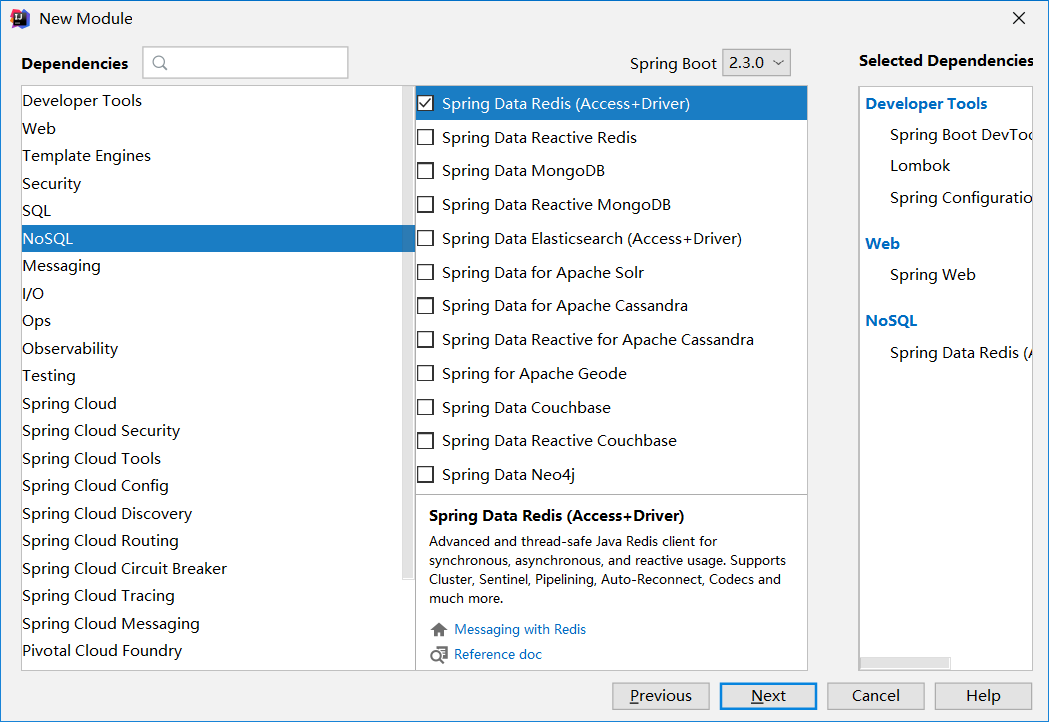 New Module
Dependencies
Spring Boot 2.3.0
Selected Dependencies
Developer Tools
Web
Template Engines
Security
SQL
NoSQL
Messaging
I/O
Ops
Observability
Testing
Spring Cloud
Spring Cloud Security
Spring Cloud Tools
Spring Cloud Config
Spring Cloud Discovery
Spring Cloud Routing
Spring Cloud Circuit Breaker
Spring Cloud Tracing
Spring Cloud Messaging
Pivotal Cloud Foundry
Spring Data Redis (Access+Driver)
Spring Data Reactive Redis
Spring Data MongoDB
Spring Data Reactive MongoDB
Spring Data Elasticsearch (Access+Driver)
Spring Data for Apache Solr
Spring Data for Apache Cassandra
Spring Data Reactive for Apache Cassandra
Spring for Apache Geode
Spring Data Couchbase
Spring Data Reactive Couchbase
Spring Data Neo4j
Spring Data Redis (Access+Driver)
Advanced and thread-safe Java Redis client for
synchronous, asynchronous, and reactive usage. Supports
Cluster, Sentinel, Pipelining, Auto-Reconnect, Codecs and
much more.
Messaging with Redis
Reference doc
Developer Tools
Spring Boot DevToo
Lombok
Spring Configuratio
Web
Spring Web
NoSQL
Spring Data Redis (A
Previous
Next
Cancel
Help